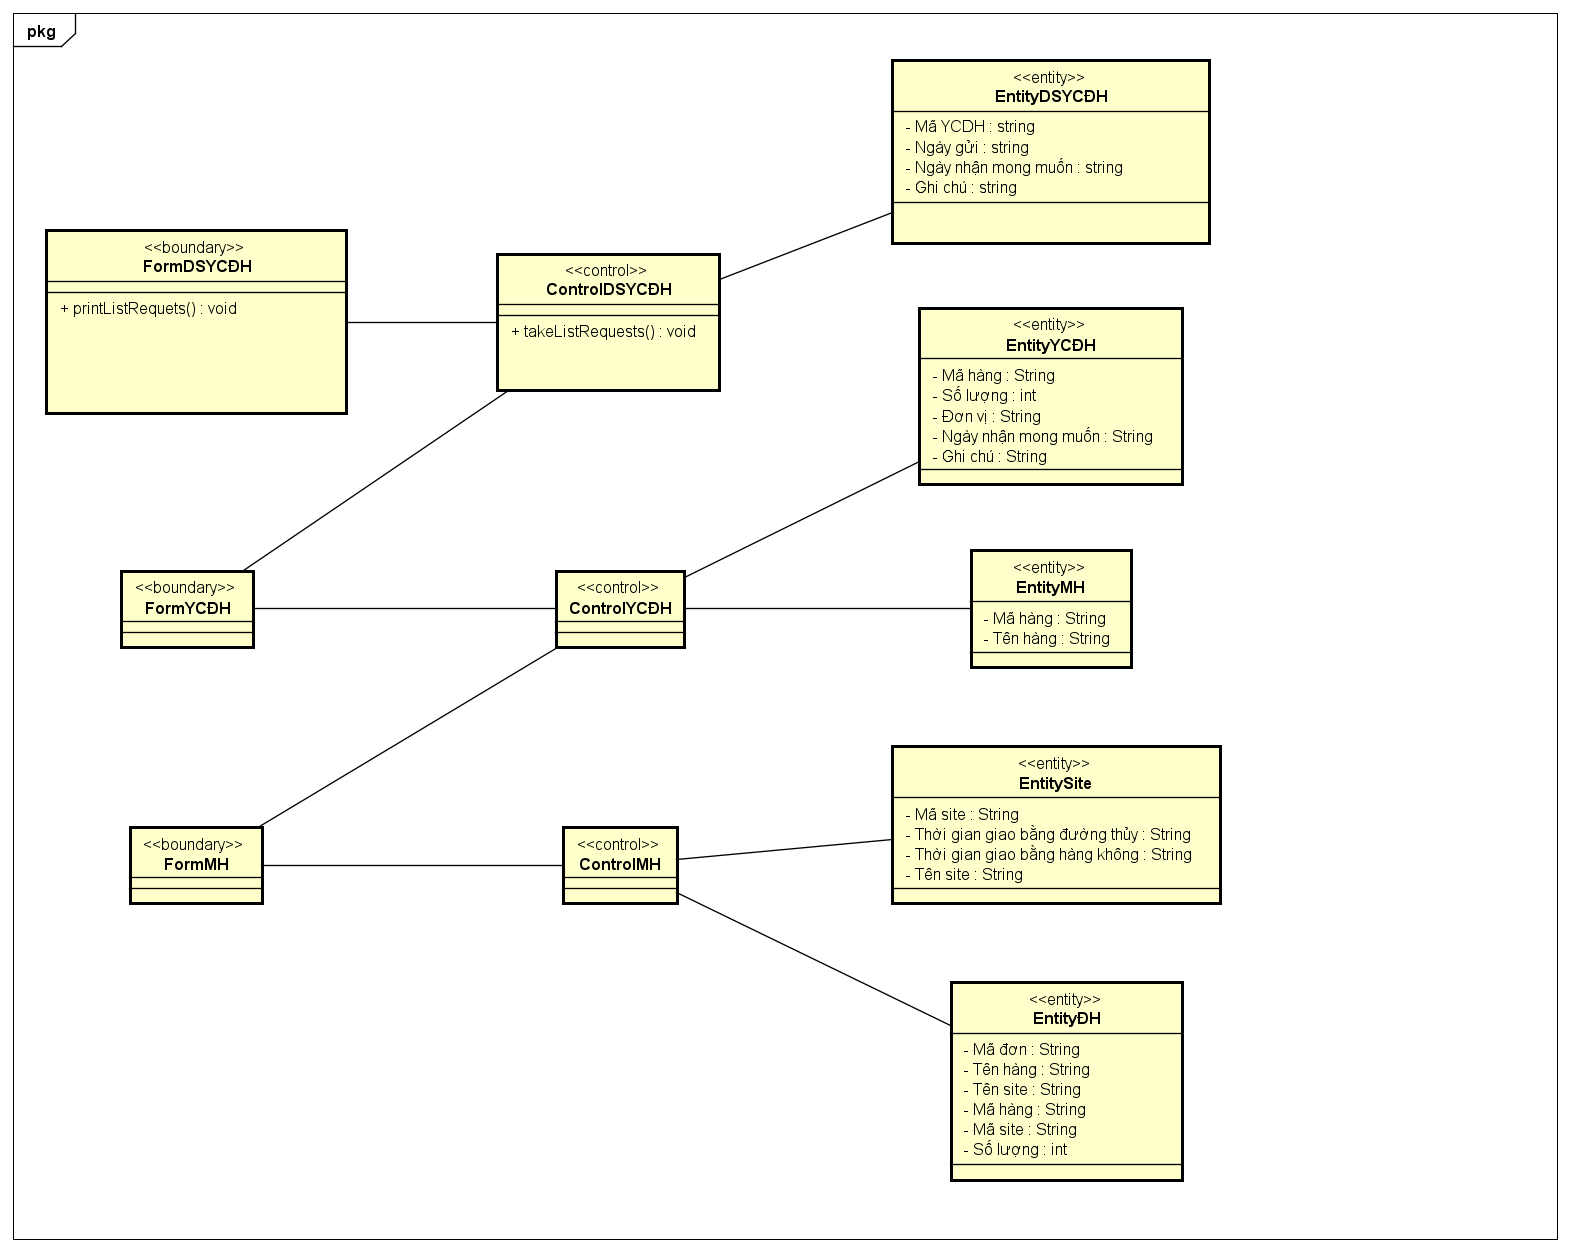 pkg
<<entity>>
EntityDSYCĐH
- Mã YCDH : string
- Ngày gửi : string
- Ngày nhận mong muốn : string
- Ghi chú : string
<<boundary>>
FormDSYCĐH
+ printListRequets() : void
<<control>>
ControlDSYCĐH
+ takeListRequests() : void
<<entity>>
EntityYCĐH
- Mã hàng : String
- Số lượng : int
- Đơn vị : String
- Ngày nhận mong muốn : String
- Ghi chú : String
<<boundary>>
FormYCĐH
<<control>>
ControlYCĐH
<<entity>>
EntityMH
- Mã hàng : String
- Tên hàng : String
<<boundary>>
FormMH
<<control>>
ControlMH
<<entity>>
EntitySite
- Mã site : String
- Thời gian giao bằng đường thủy : String
- Thời gian giao bằng hàng không : String
- Tên site : String
<<entity>>
EntityĐH
- Mã đơn : String
- Tên hàng : String
- Tên site : String
- Mã hàng : String
- Mã site : String
- Số lượng : int